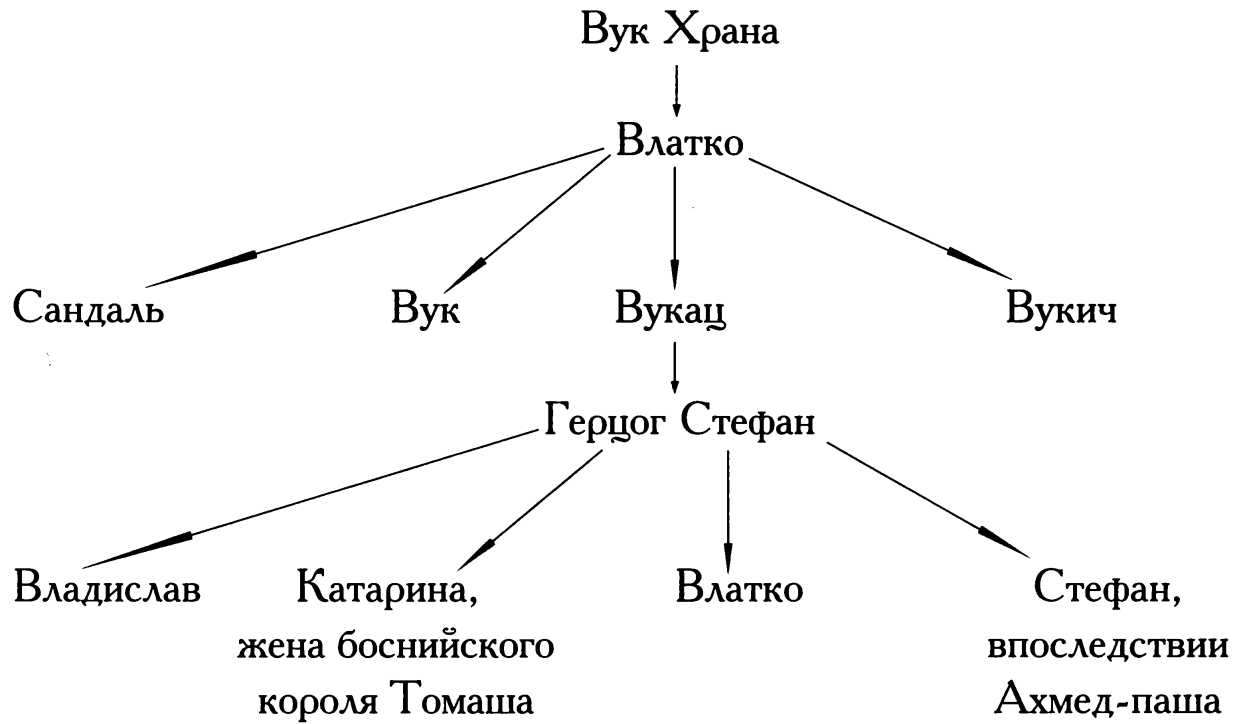 Вук Храна
Влатко
Сандаль Вук Вукац Вукич
Герцог Стефан
Владислав Катарина, Влатко Стефан,
жена боснийского впоследствии
короля Томаша Ахмед-паша